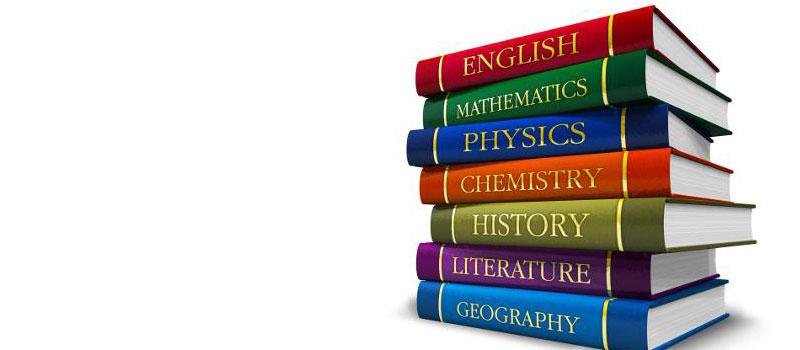 ENGLISH
MATHEMATICS
PHYSICS
CHEMISTRY
HISTORY
LITERATURE
GEOGRAPHY